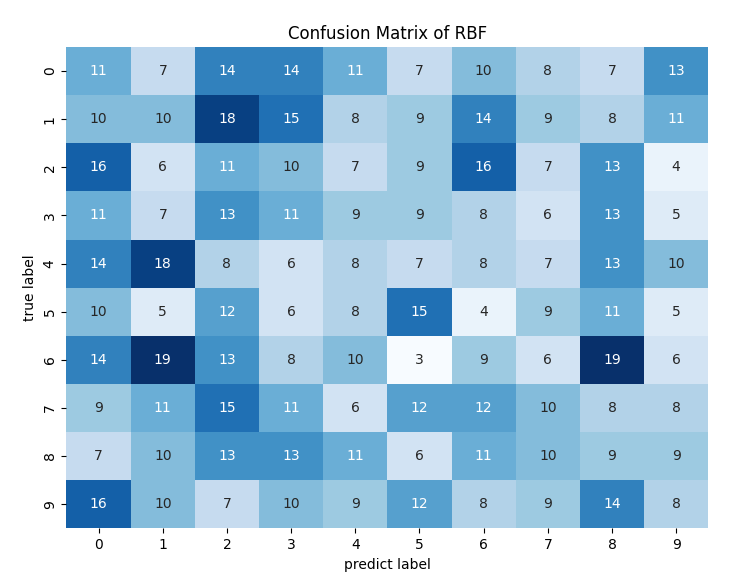 Confusion Matrix of RBF
0 11 7 14 14 11 7 10 8 7 13
1 10 10 18 15 8 9 14 9 8 11
2 16 6 11 10 7 9 16 7 13 4
3 11 7 13 11 9 9 8 6 13 5
4 14 18 8 6 8 7 8 7 13 10
5 10 5 12 6 8 15 4 9 11 5
6 14 19 13 8 10 3 9 6 19 6
7 9 11 15 11 6 12 12 10 8 8
8 7 10 13 13 11 6 11 10 9 9
9 16 10 7 10 9 12 8 9 14 8
0 1 2 3 4 5 6 7 8 9
predict label
true label